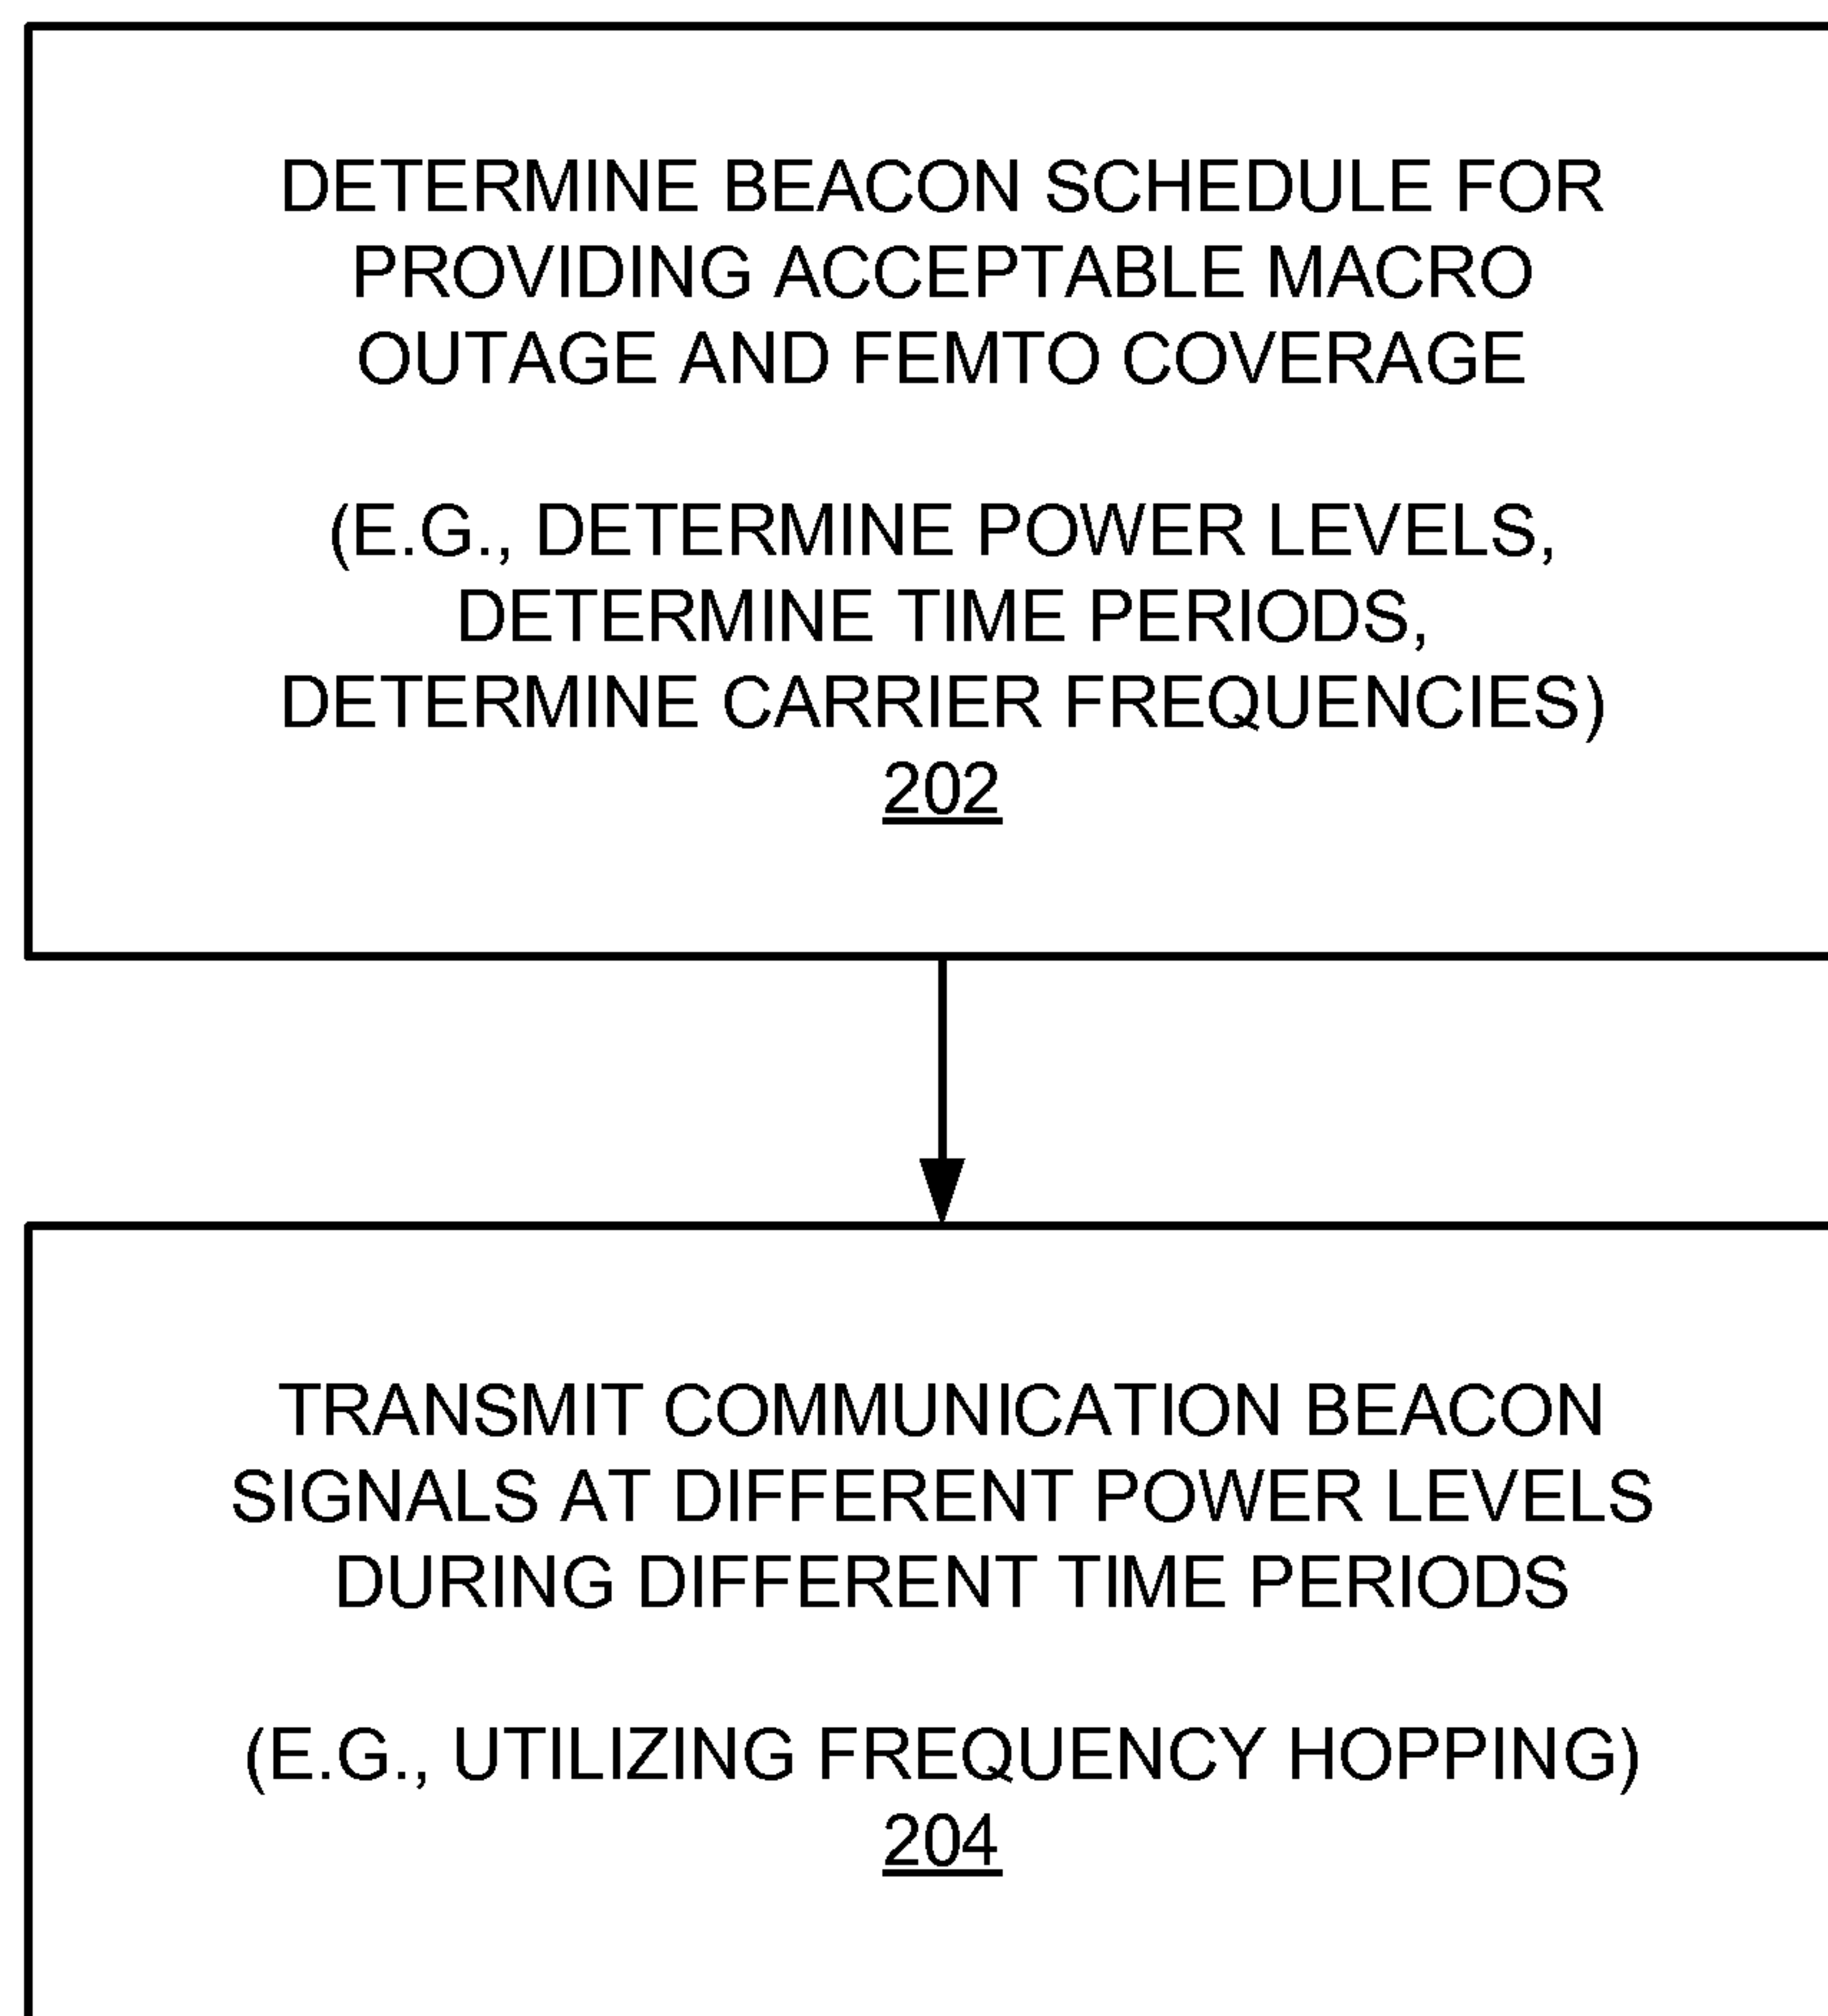 DETERMINE BEACON SCHEDULE FOR
PROVIDING ACCEPTABLE MACRO
OUTAGE AND FEMTO COVERAGE
(E.G., DETERMINE POWER LEVELS,
DETERMINE TIME PERIODS,
DETERMINE CARRIER FREQUENCIES)
202
TRANSMIT COMMUNICATION BEACON
SIGNALS AT DIFFERENT POWER LEVELS
DURING DIFFERENT TIME PERIODS
(E.G., UTILIZING FREQUENCY HOPPING)
204